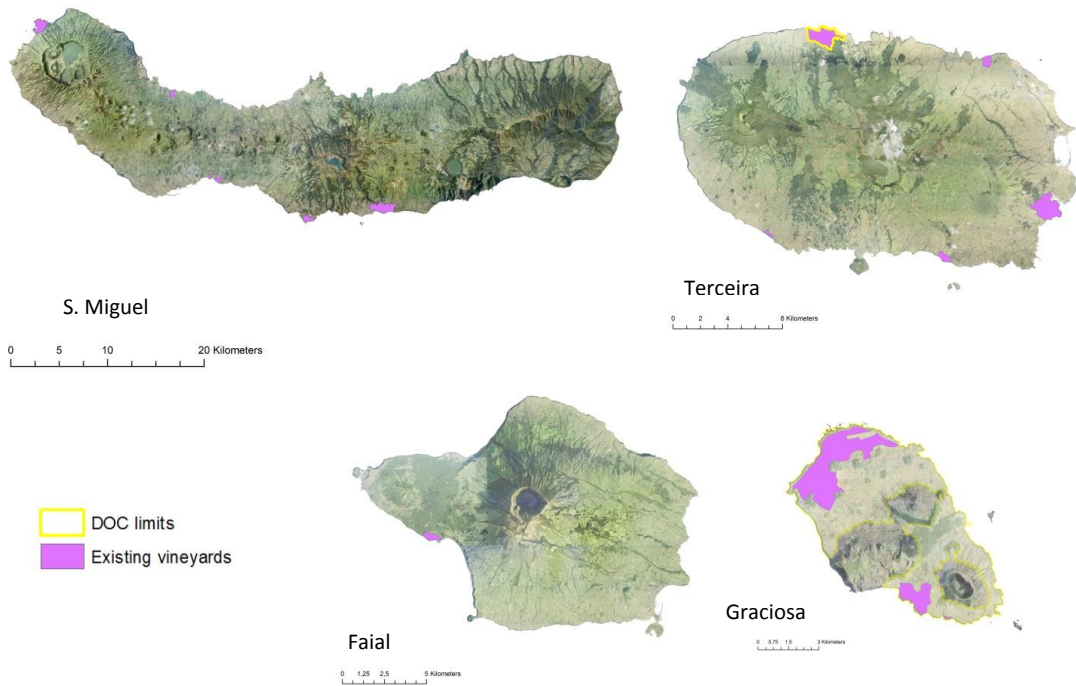 S. Miguel
0 5 10 20 Kilometers
Terceira
0 2 4 8 Kilometers
DOC limits
Existing vineyards
Faial
0 1,25 2,5 5 Kilometers
Graciosa
0 0,75 1,5 3 Kilometers